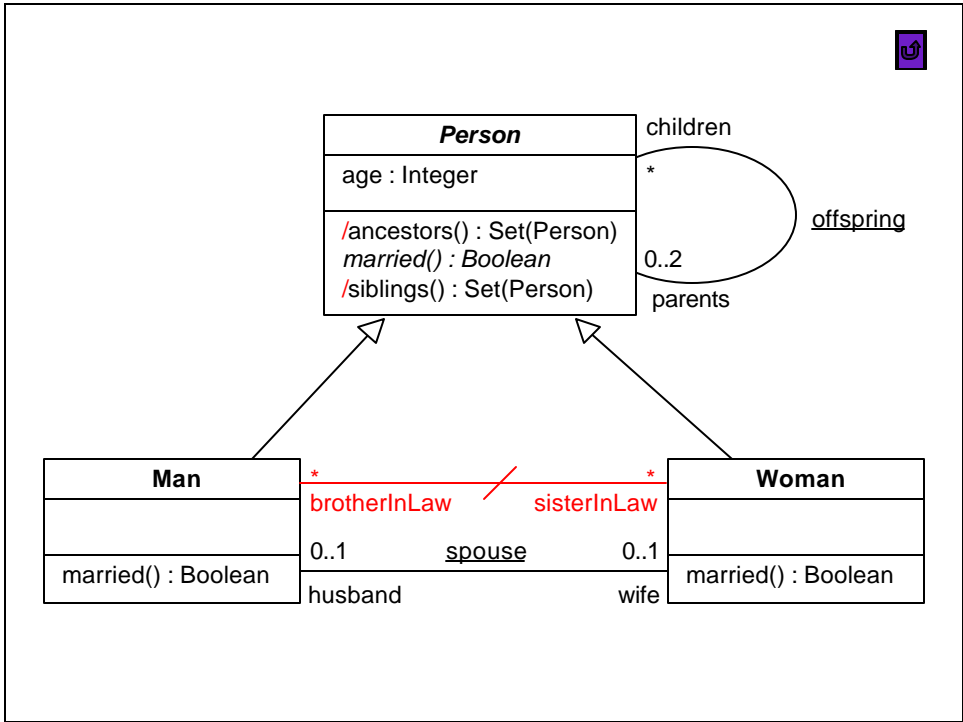 Person
children
age : Integer
*
offspring
/ancestors() : Set(Person)
married() : Boolean
0..2
/siblings() : Set(Person)
parents
Man
*
*
Woman
brotherInLaw
sisterInLaw
0..1
spouse
0..1
married() : Boolean
married() : Boolean
husband
wife